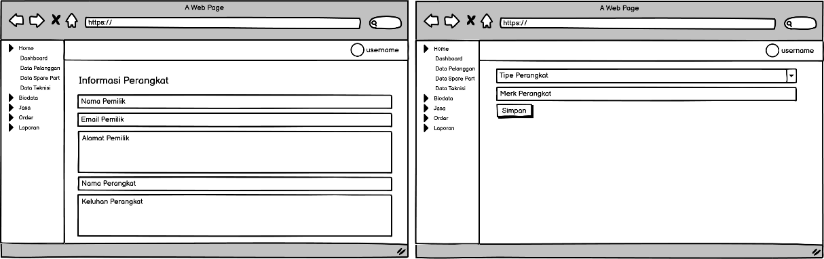 A Web Page
https://
username
Home
Dashboard
Data Pelanggan
Data Spare Part
Data Teknisi
Biodata
Jasa
Order
Laporan
Informasi Perangkat
Nama Pemilik
Email Pemilik
Alamat Pemilik
Nama Perangkat
Keluhan Perangkat
A Web Page
https://
username
Home
Dashboard
Data Pelanggan
Data Spare Part
Data Teknisi
Biodata
Jasa
Order
Laporan
Tipe Perangkat
Merk Perangkat
Simpan